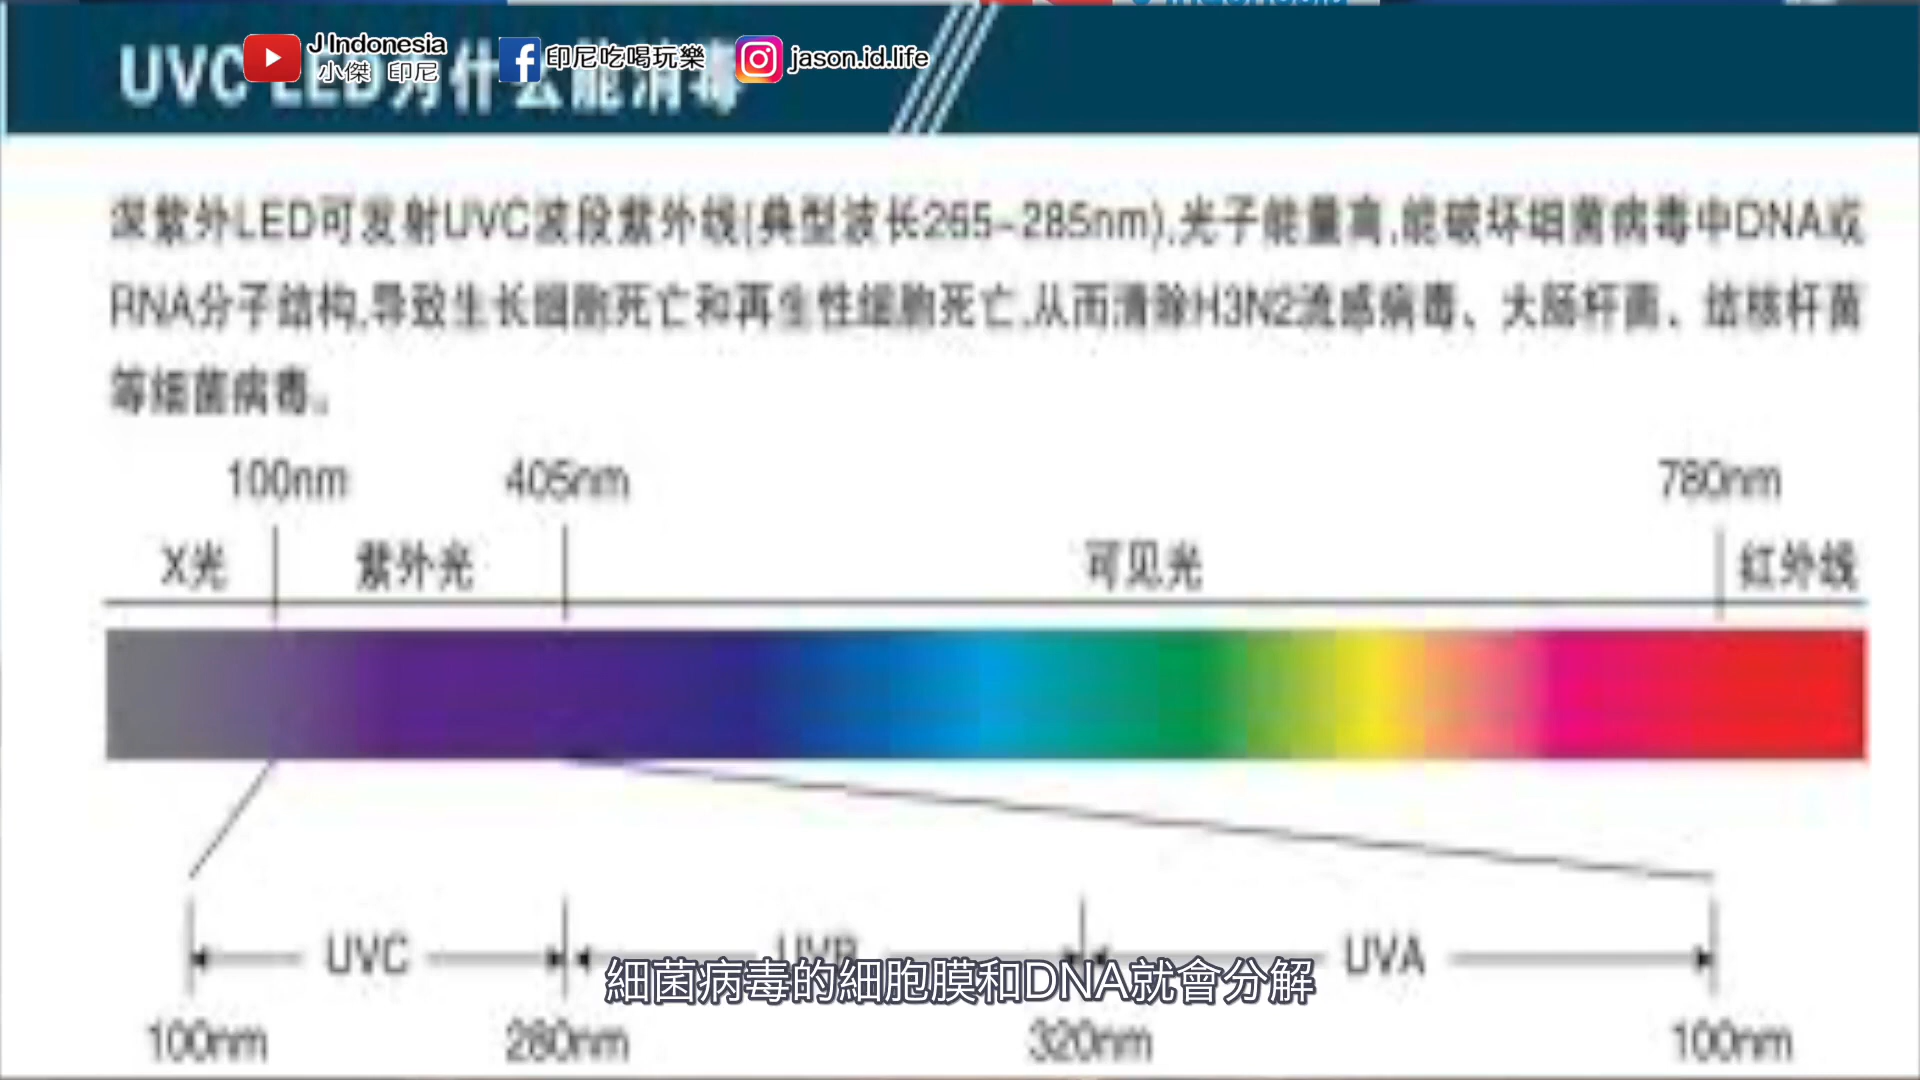 J Indonesia
小傑 印尼
印尼吃喝玩樂
jason.id.life
UVC LED为什么能消毒
深紫外LED可发射UVC波段紫外线(典型波长265-285nm),光子能量高,能破坏细菌病毒中DNA或
RNA分子结构,导致生长细胞死亡和再生性细胞死亡,从而清除H3N2流感病毒、大肠杆菌、结核杆菌
等细菌病毒。
100nm 405nm 780nm
X光 紫外光 可见光 红外线
UVC UVB UVA
細菌病毒的細胞膜和DNA就會分解
100nm 280nm 320nm 100nm